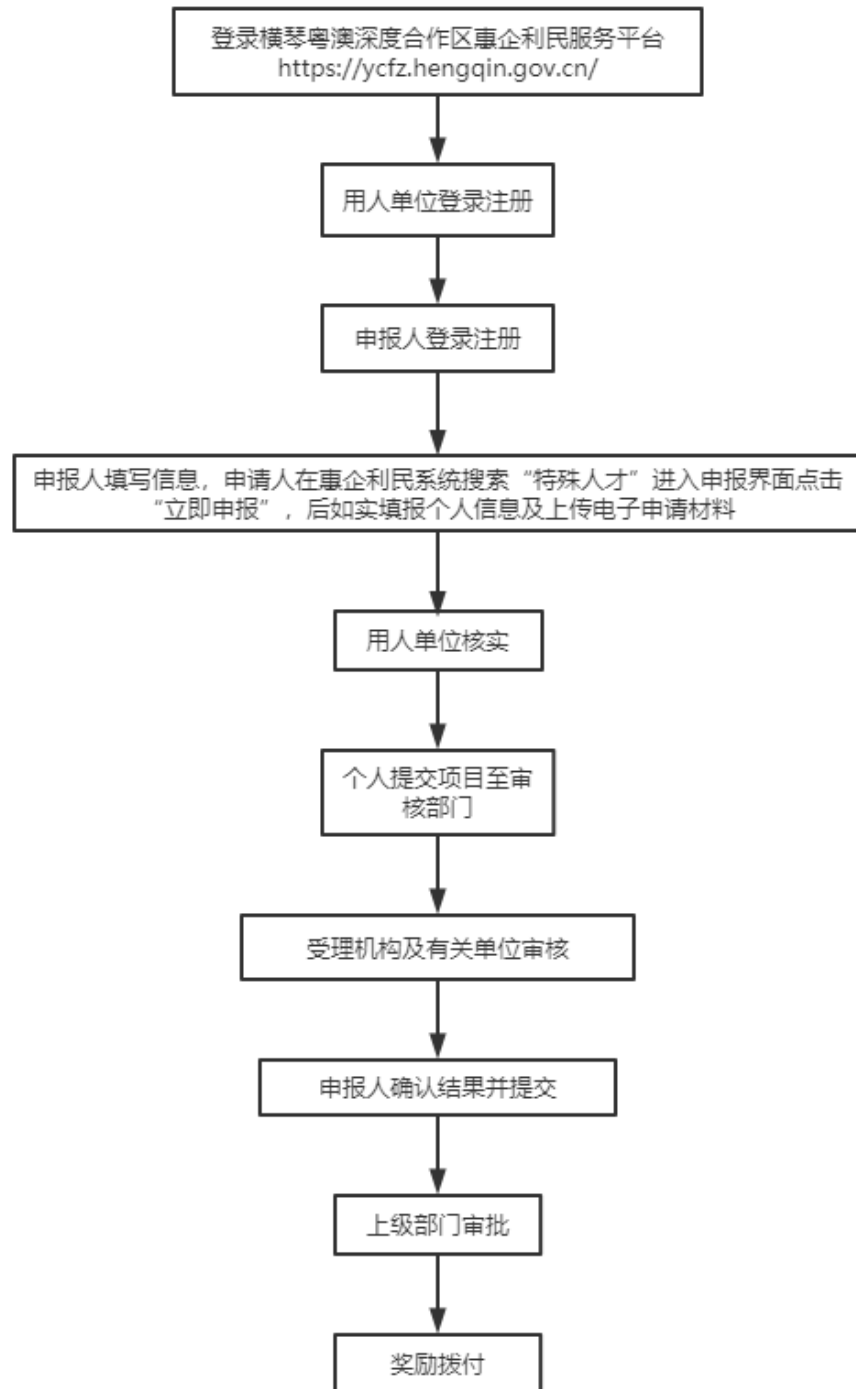 登录横琴粤澳深度合作区惠企利民服务平台
https://ycfz.hengqin.gov.cn/
用人单位登录注册
申报人登录注册
申报人填写信息，申请人在惠企利民系统搜索“特殊人才”进入申报界面点击
“立即申报”，后如实填报个人信息及上传电子申请材料
用人单位核实
个人提交项目至审
核部门
受理机构及有关单位审核
申报人确认结果并提交
上级部门审批
奖励拨付